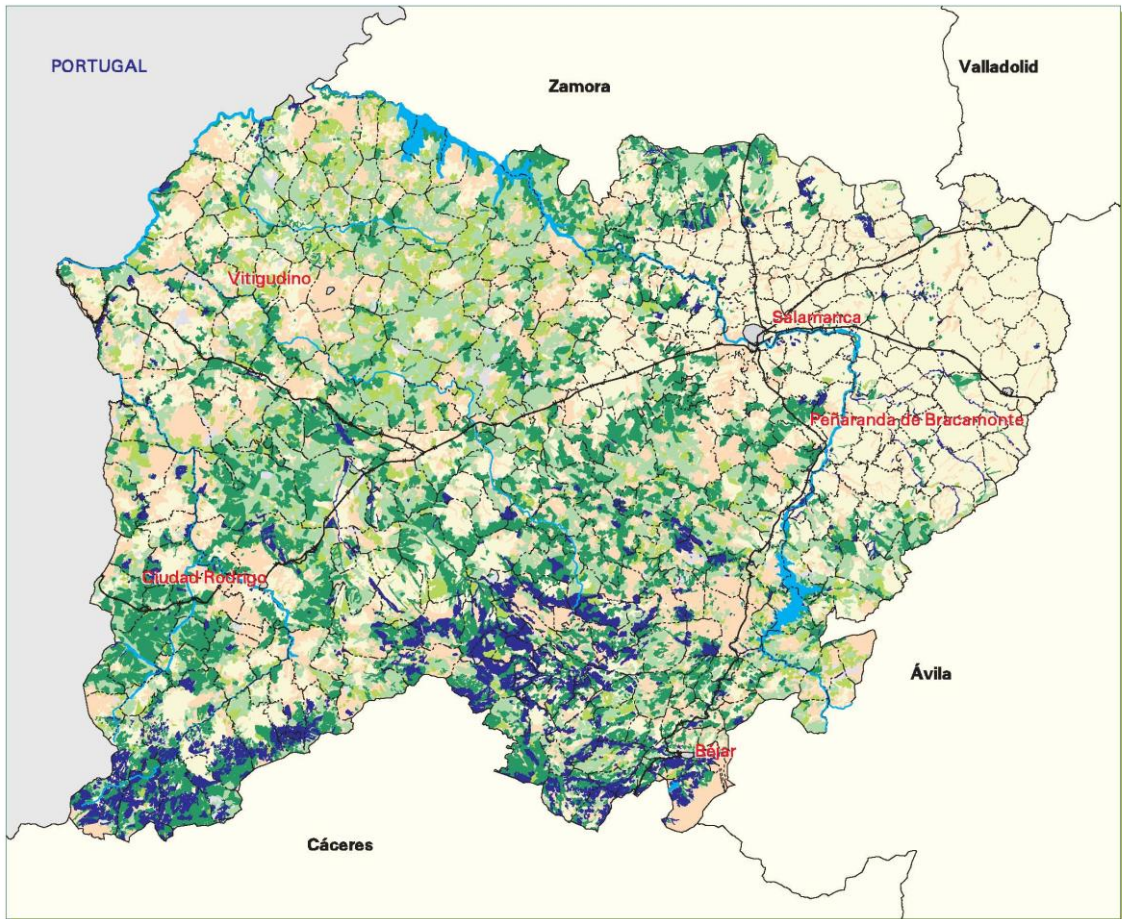 PORTUGAL
Zamora
Valladolid
Vitigudino
Salamanca
Peñaranda de Bracamonte
Ciudad Rodrigo
Ávila
Béjar
Cáceres